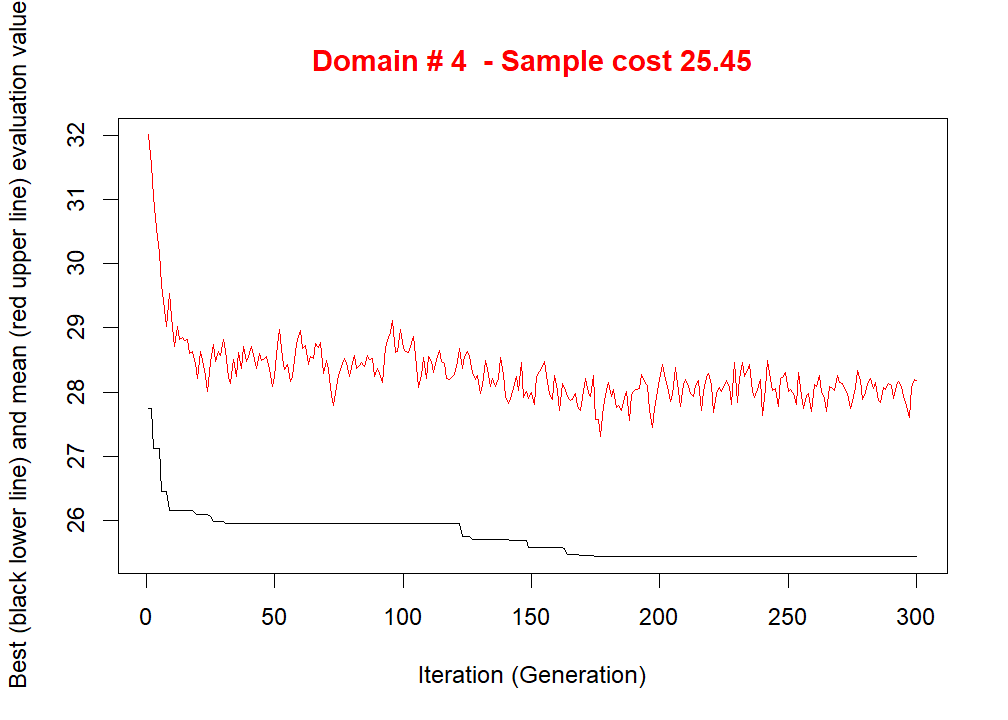 Domain # 4  - Sample cost 25.45
Best (black lower line) and mean (red upper line) evaluation value
32
31
30
29
28
27
26
0 50 100 150 200 250 300
Iteration (Generation)